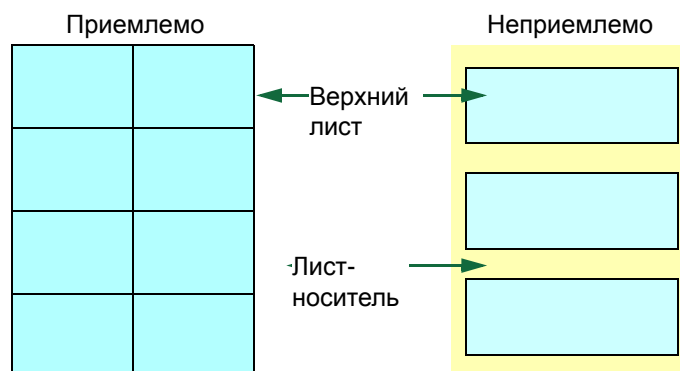 Приемлемо
Неприемлемо
Верхний
лист
Лист-
носитель